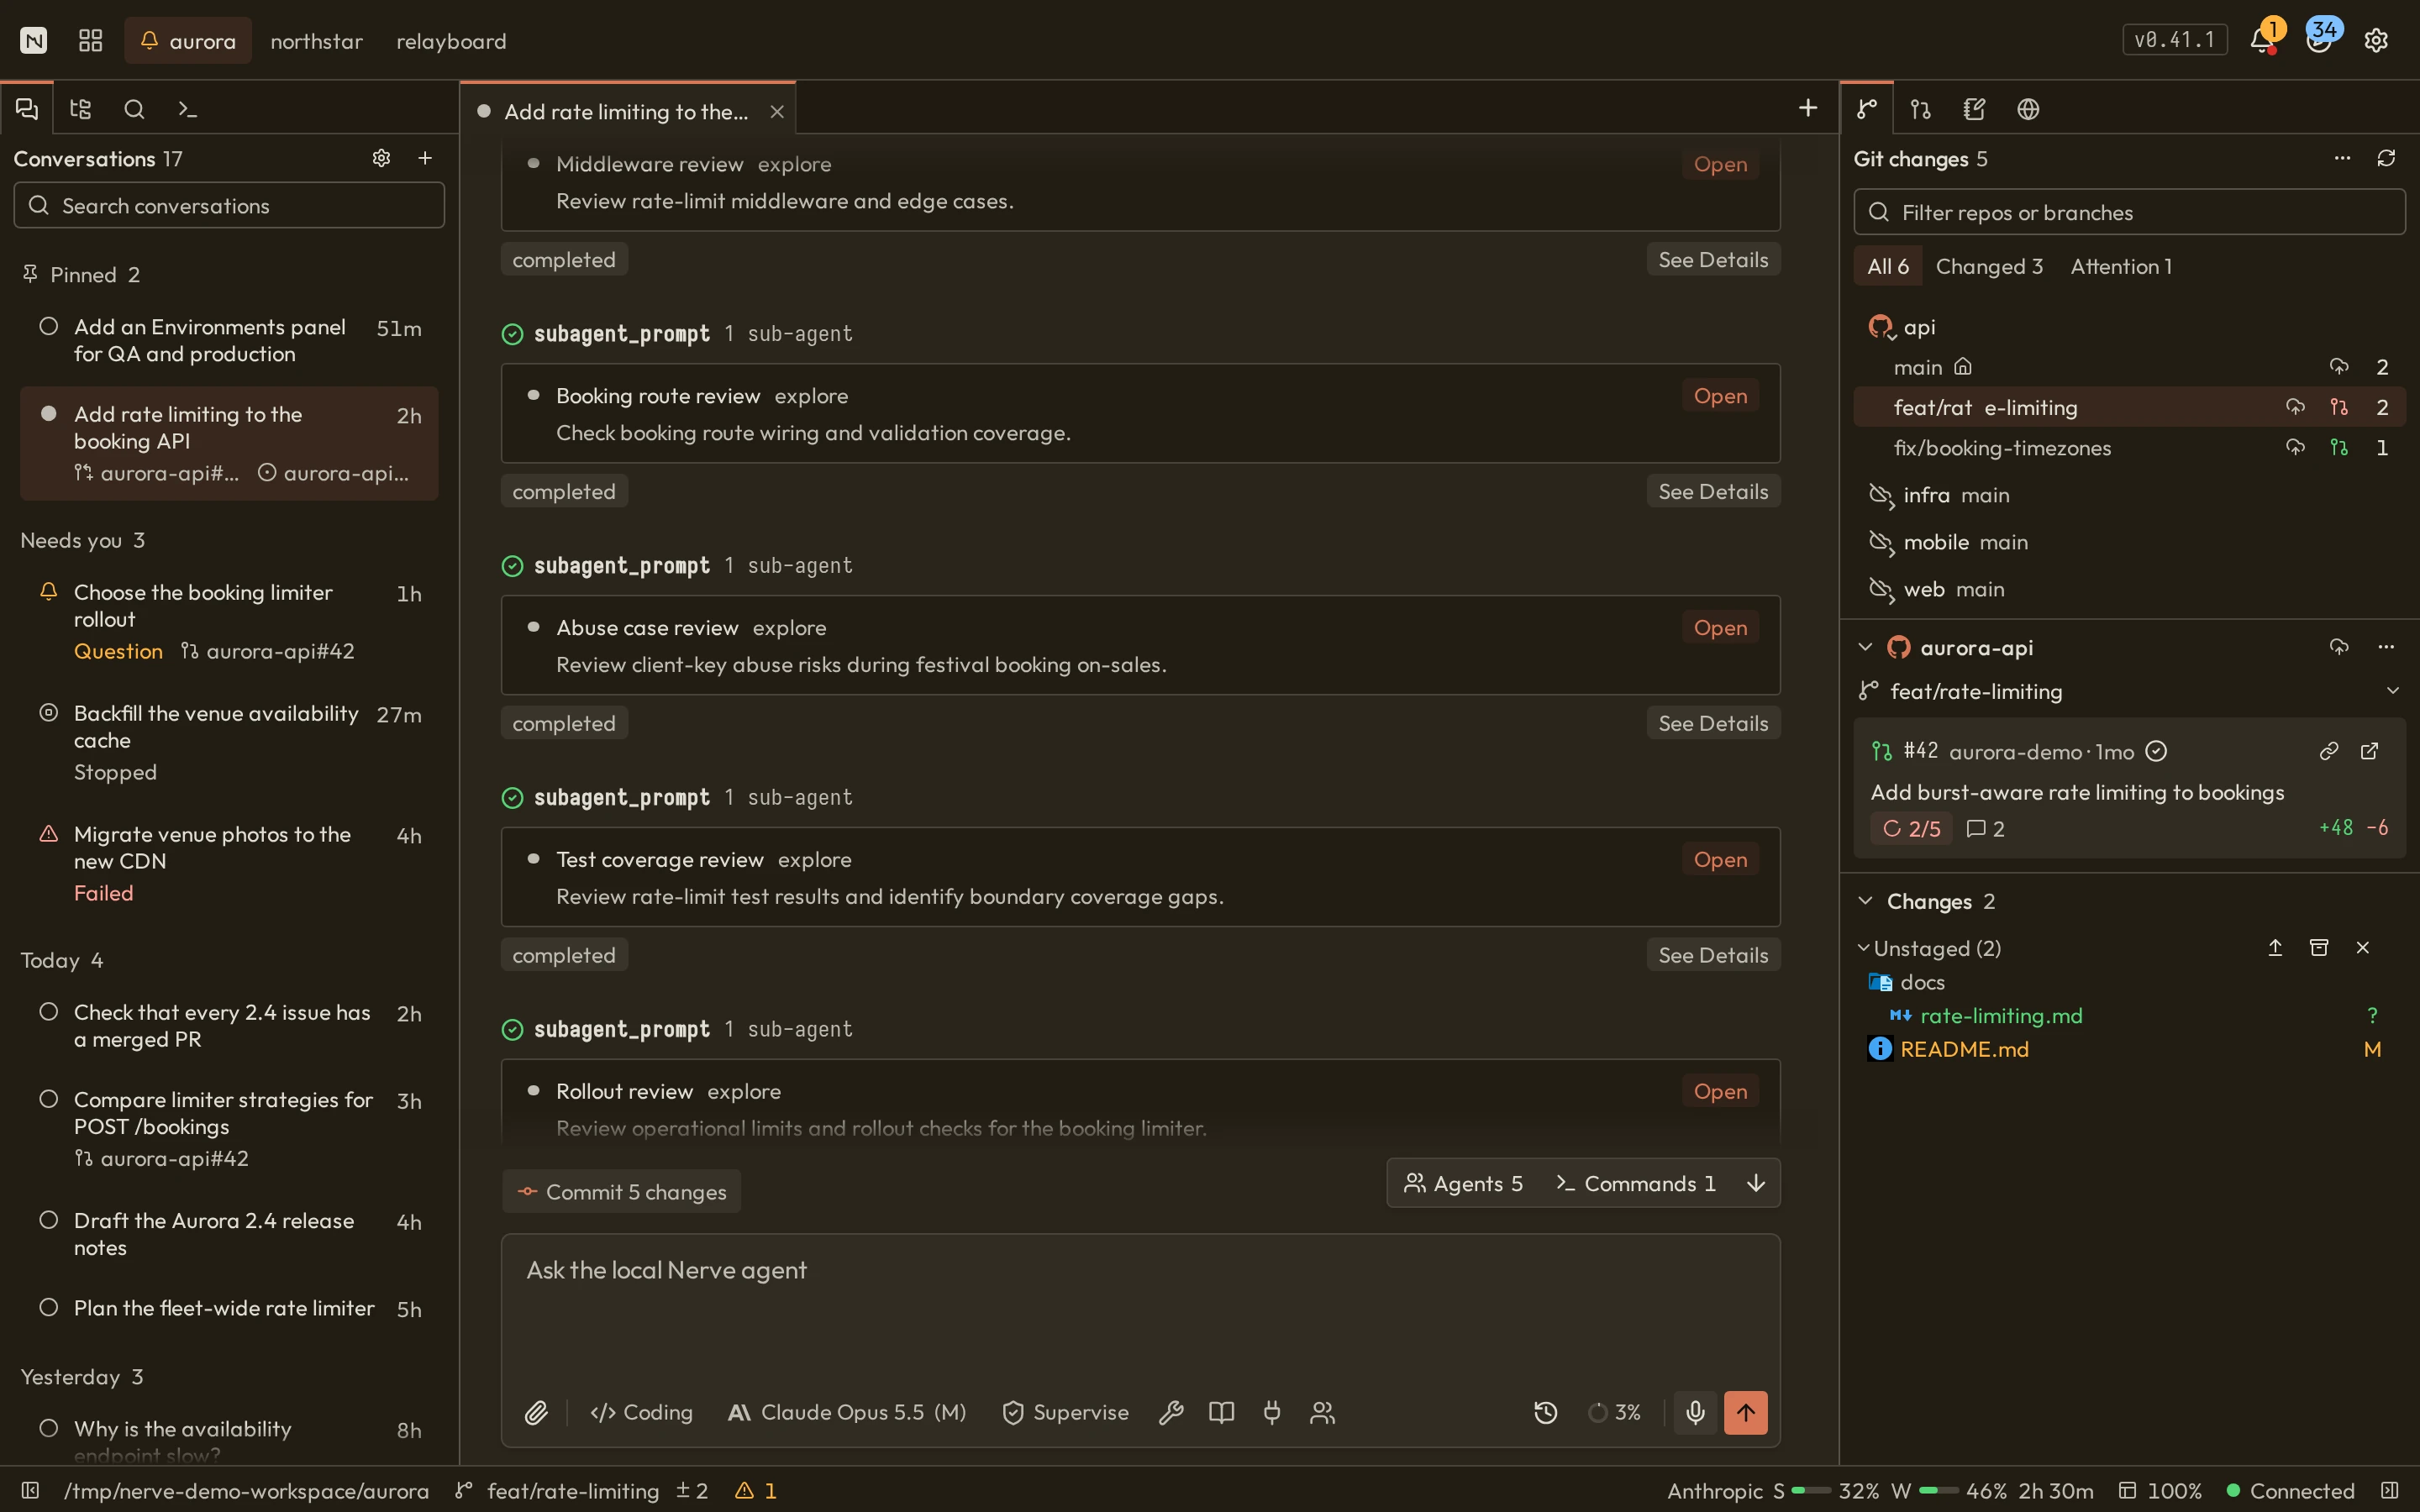 aurora northstar relayboard
v0.41.1 1 34
Conversations 17
Search conversations
Pinned 2
Add an Environments panel for QA and production 51m
Add rate limiting to the booking API 2h
aurora-api#... aurora-api...
Needs you 3
Choose the booking limiter rollout 1h
Question aurora-api#42
Backfill the venue availability cache 27m
Stopped
Migrate venue photos to the new CDN 4h
Failed
Today 4
Check that every 2.4 issue has a merged PR 2h
Compare limiter strategies for POST /bookings 3h
aurora-api#42
Draft the Aurora 2.4 release notes 4h
Plan the fleet-wide rate limiter 5h
Yesterday 3
Why is the availability endpoint slow? 8h
Add rate limiting to the...
Middleware review explore Open
Review rate-limit middleware and edge cases.
completed See Details
subagent_prompt 1 sub-agent
Booking route review explore Open
Check booking route wiring and validation coverage.
completed See Details
subagent_prompt 1 sub-agent
Abuse case review explore Open
Review client-key abuse risks during festival booking on-sales.
completed See Details
subagent_prompt 1 sub-agent
Test coverage review explore Open
Review rate-limit test results and identify boundary coverage gaps.
completed See Details
subagent_prompt 1 sub-agent
Rollout review explore Open
Review operational limits and rollout checks for the booking limiter.
Commit 5 changes
Agents 5 Commands 1
Ask the local Nerve agent
Coding Claude Opus 5.5 (M) Supervise 3%
Git changes 5
Filter repos or branches
All 6 Changed 3 Attention 1
api
main 2
feat/rat e-limiting 2
fix/booking-timezones 1
infra main
mobile main
web main
aurora-api
feat/rate-limiting
#42 aurora-demo · 1mo
Add burst-aware rate limiting to bookings
2/5 2 +48 -6
Changes 2
Unstaged (2)
docs
rate-limiting.md ?
README.md M
/tmp/nerve-demo-workspace/aurora feat/rate-limiting ±2 1
Anthropic S 32% W 46% 2h 30m 100% Connected